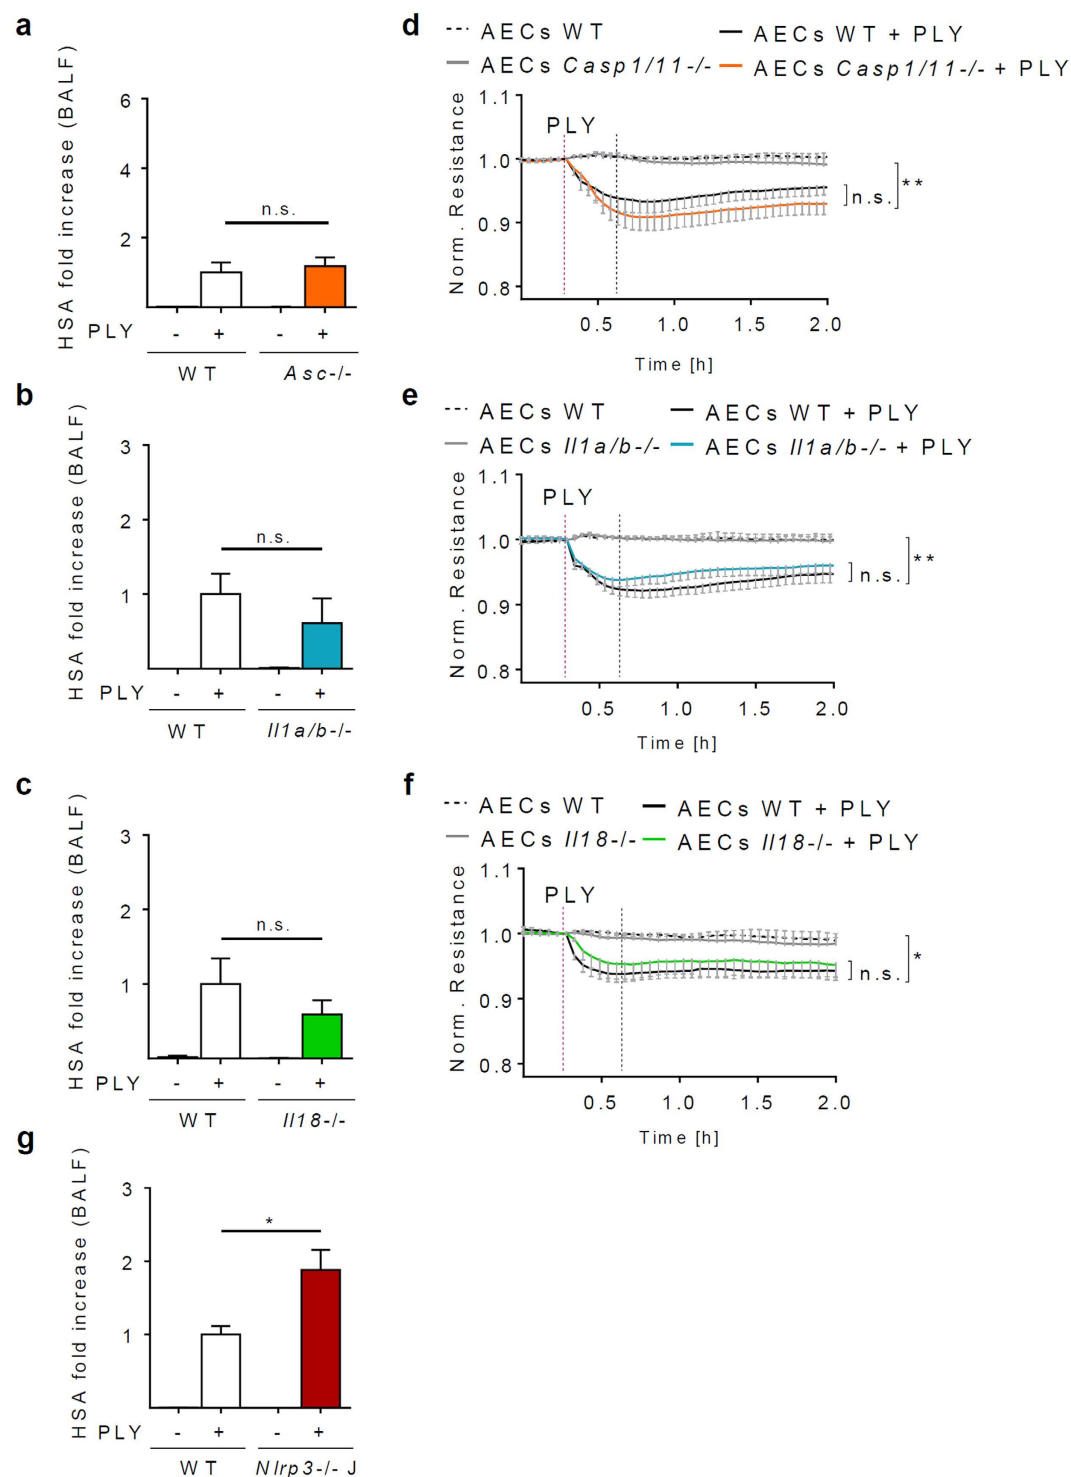 a
HSA fold increase (BALF)
6
4
2
n.s.
PLY - + - +
WT Asc-/-
b
HSA fold increase (BALF)
3
2
1
n.s.
PLY - + - +
WT Il1a/b-/-
c
HSA fold increase (BALF)
3
2
1
n.s.
PLY - + - +
WT Il18-/-
g
HSA fold increase (BALF)
3
2
1
*
PLY - + - +
WT Nlrp3-/- J
d
AECs WT AECs WT + PLY
AECs Casp1/11-/- AECs Casp1/11-/- + PLY
Norm. Resistance
1.1
1.0
0.9
0.8
PLY
n.s.
**
0.5 1.0 1.5 2.0
Time [h]
e
AECs WT AECs WT + PLY
AECs Il1a/b-/- AECs Il1a/b-/- + PLY
Norm. Resistance
1.1
1.0
0.9
0.8
PLY
n.s.
**
0.5 1.0 1.5 2.0
Time [h]
f
AECs WT AECs WT + PLY
AECs Il18-/- AECs Il18-/- + PLY
Norm. Resistance
1.1
1.0
0.9
0.8
PLY
n.s.
*
0.5 1.0 1.5 2.0
Time [h]